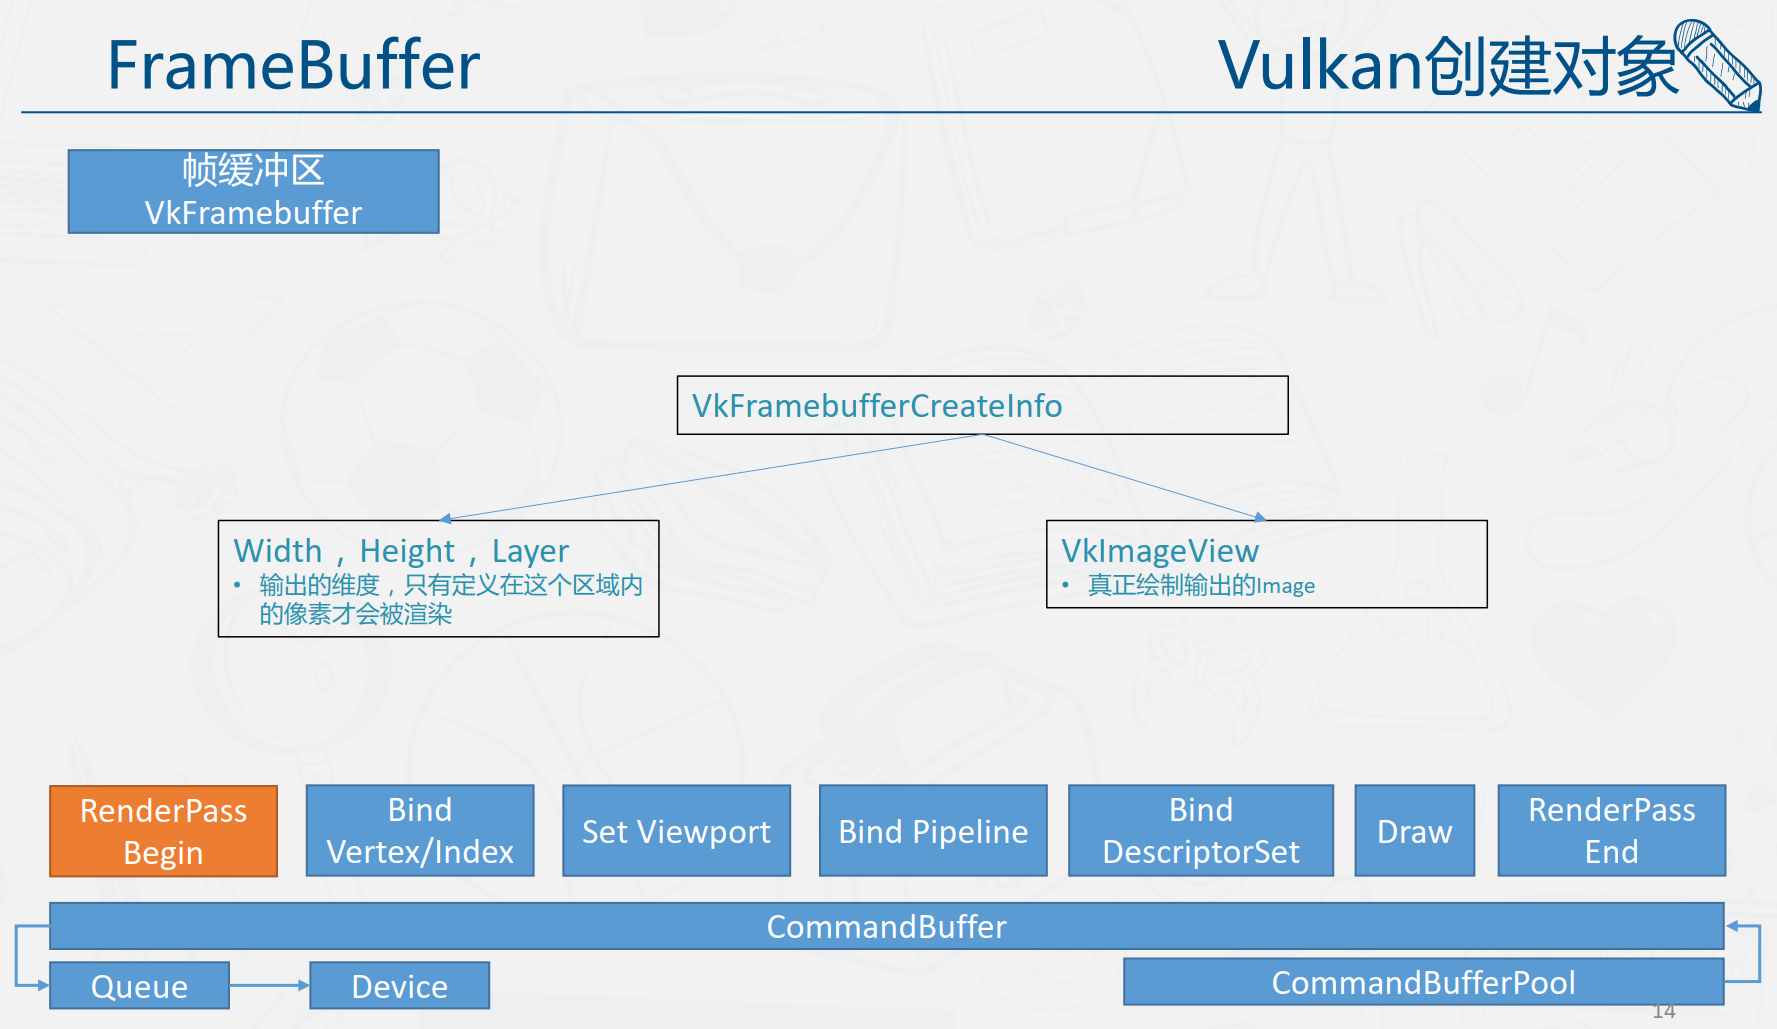 FrameBuffer
Vulkan创建对象
帧缓冲区
VkFramebuffer
VkFramebufferCreateInfo
Width，Height，Layer
• 输出的维度，只有定义在这个区域内
的像素才会被渲染
VkImageView
• 真正绘制输出的Image
RenderPass
Begin
Bind
Vertex/Index
Set Viewport
Bind Pipeline
Bind
DescriptorSet
Draw
RenderPass
End
CommandBuffer
Queue
Device
CommandBufferPool
14